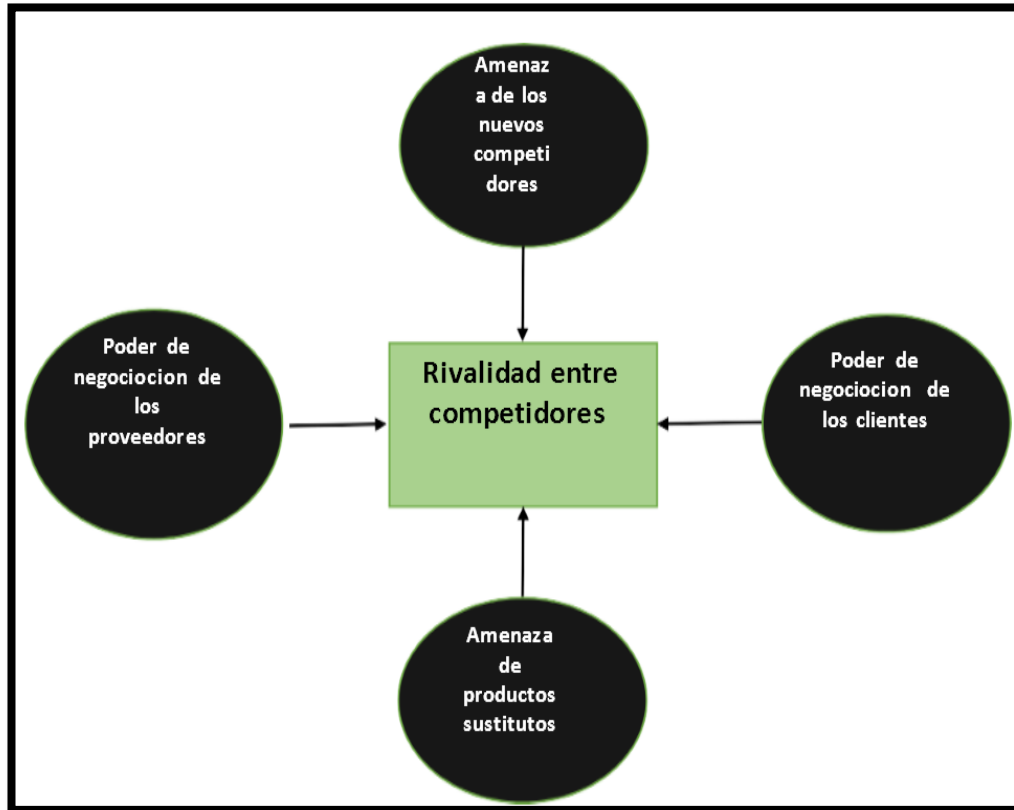 Amenaz
a de los
nuevos
competi
dores
Poder de
negociocion de
los
proveedores
Rivalidad entre
competidores
Poder de
negociocion de
los clientes
Amenaza
de
productos
sustitutos